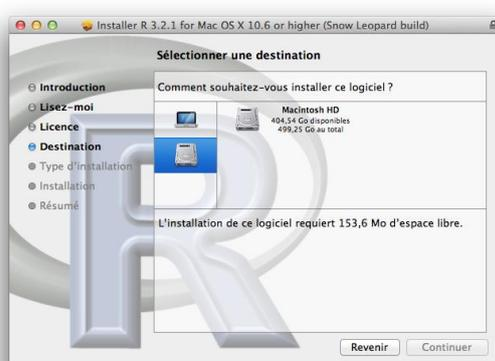 Installer R 3.2.1 for Mac OS X 10.6 or higher (Snow Leopard build)
Sélectionner une destination
Introduction
Lisez-moi
Licence
Destination
Type d'installation
Installation
Résumé
Comment souhaitez-vous installer ce logiciel ?
Macintosh HD
404,54 Go disponibles
499,25 Go au total
L'installation de ce logiciel requiert 153,6 Mo d'espace libre.
Revenir
Continuer